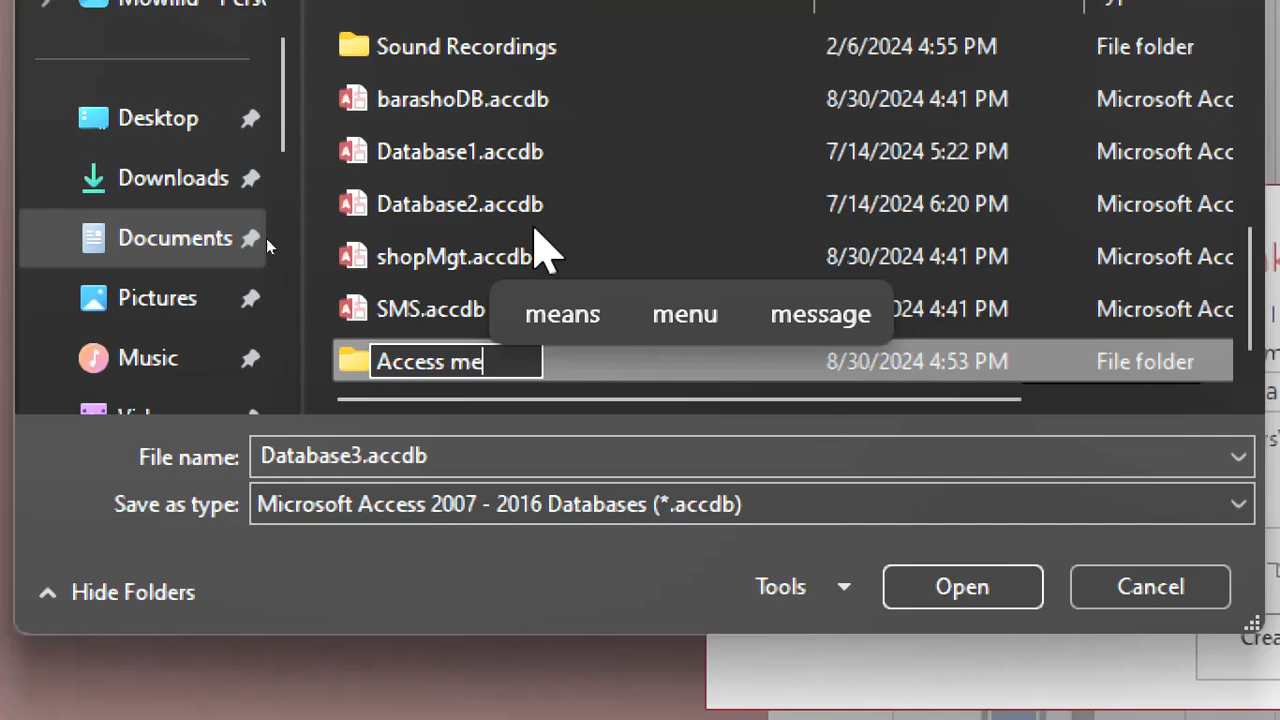 Desktop
Downloads
Documents
Pictures
Music
Sound Recordings 2/6/2024 4:55 PM File folder
barashoDB.accdb 8/30/2024 4:41 PM Microsoft Acc
Database1.accdb 7/14/2024 5:22 PM Microsoft Acc
Database2.accdb 7/14/2024 6:20 PM Microsoft Acc
shopMgt.accdb 8/30/2024 4:41 PM Microsoft Acc
SMS.accdb 24 4:41 PM Microsoft Acc
means menu message
Access me 8/30/2024 4:53 PM File folder
File name: Database3.accdb
Save as type: Microsoft Access 2007 - 2016 Databases (*.accdb)
Hide Folders
Tools Open Cancel
Crea